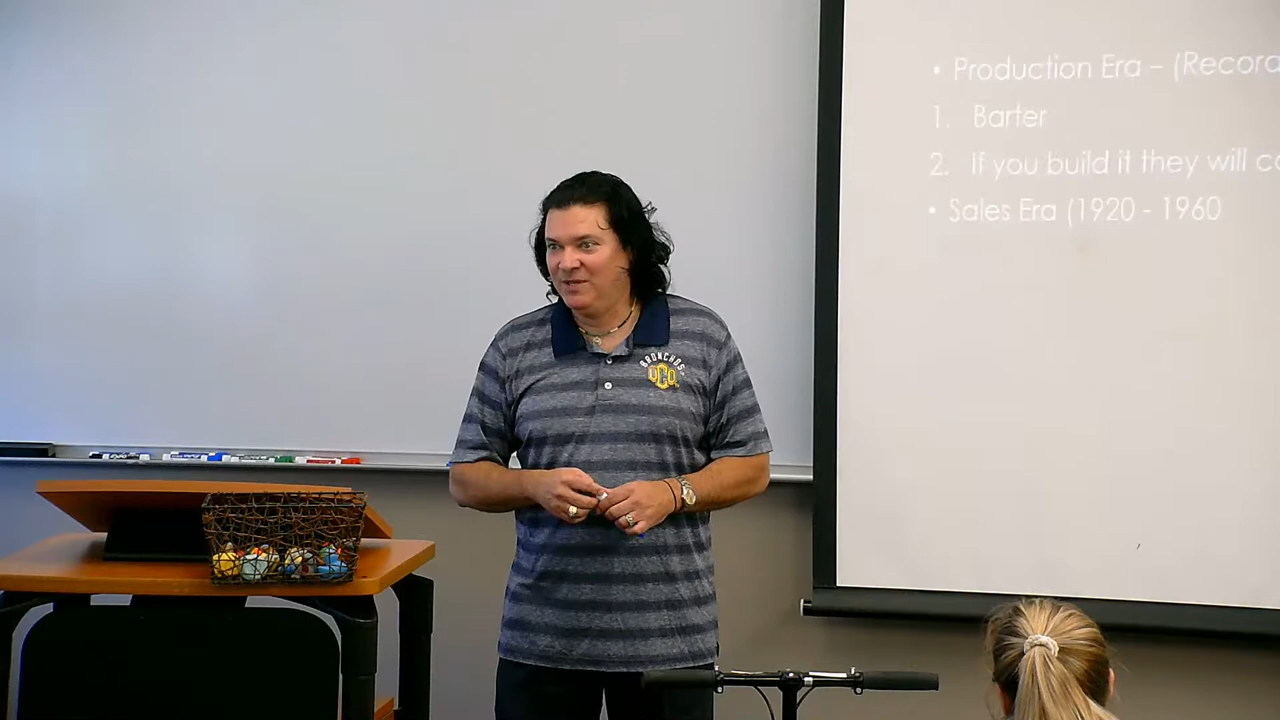 • Production Era – (Record
1. Barter
2. If you build it they will co
• Sales Era (1920 - 1960
BRONCHOS
UCO